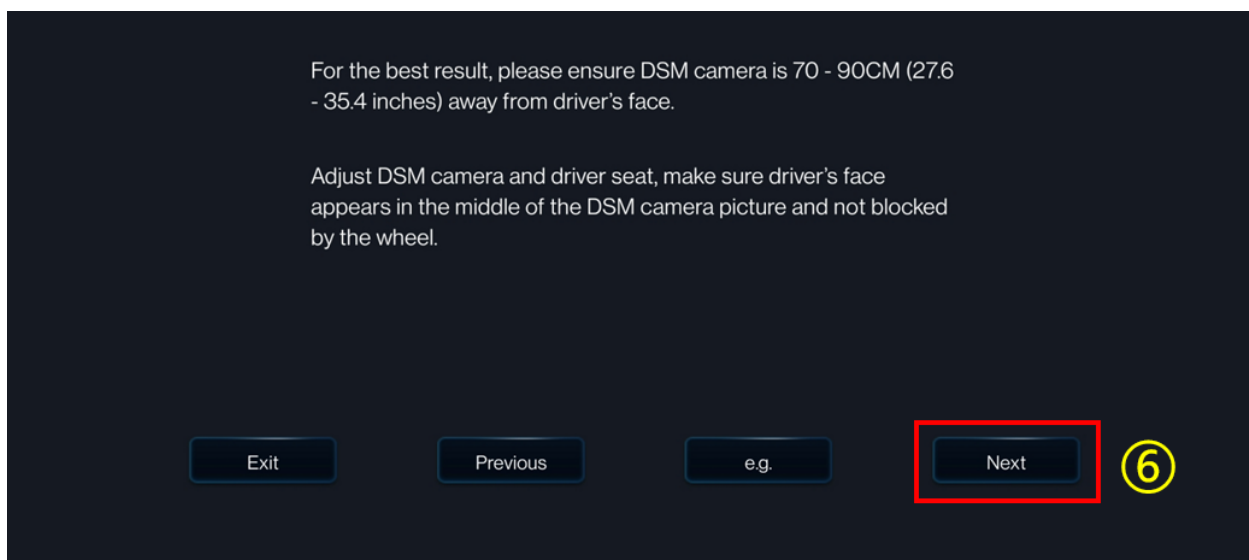 For the best result, please ensure DSM camera is 70 - 90CM (27.6
- 35.4 inches) away from driver's face.
Adjust DSM camera and driver seat, make sure driver's face
appears in the middle of the DSM camera picture and not blocked
by the wheel.
Exit Previous e.g. Next ⑥